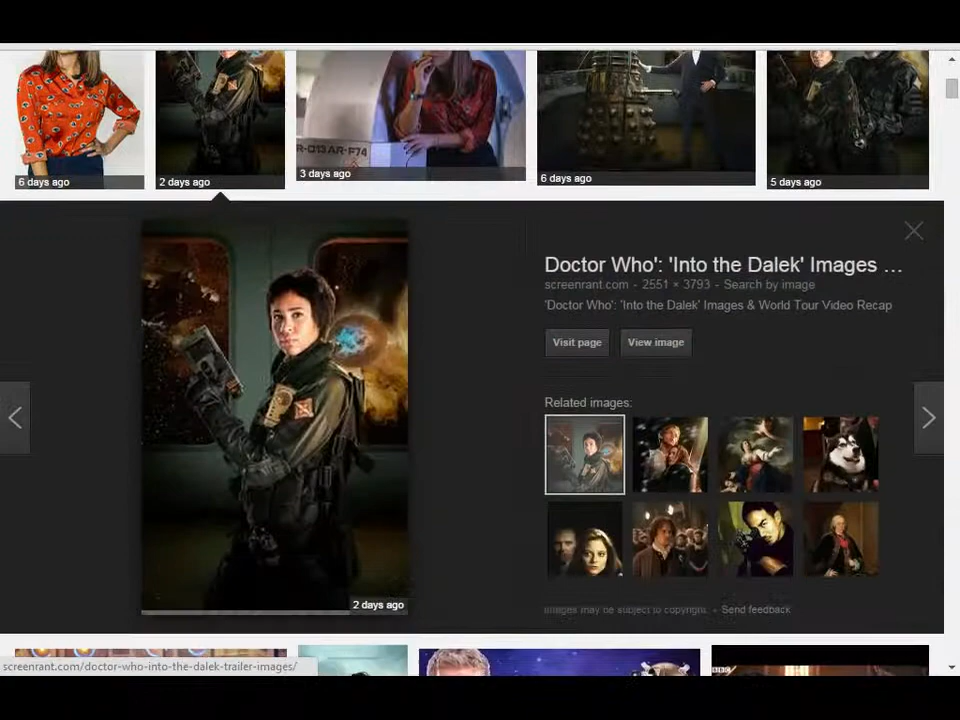 R-Q13 AR-F74
6 days ago
2 days ago
3 days ago
6 days ago
5 days ago
Doctor Who': 'Into the Dalek' Images ...
screenrant.com - 2551 × 3793 - Search by image
'Doctor Who': 'Into the Dalek' Images & World Tour Video Recap
Visit page
View image
Related images:
2 days ago
Images may be subject to copyright. - Send feedback
screenrant.com/doctor-who-into-the-dalek-trailer-images/
BBC